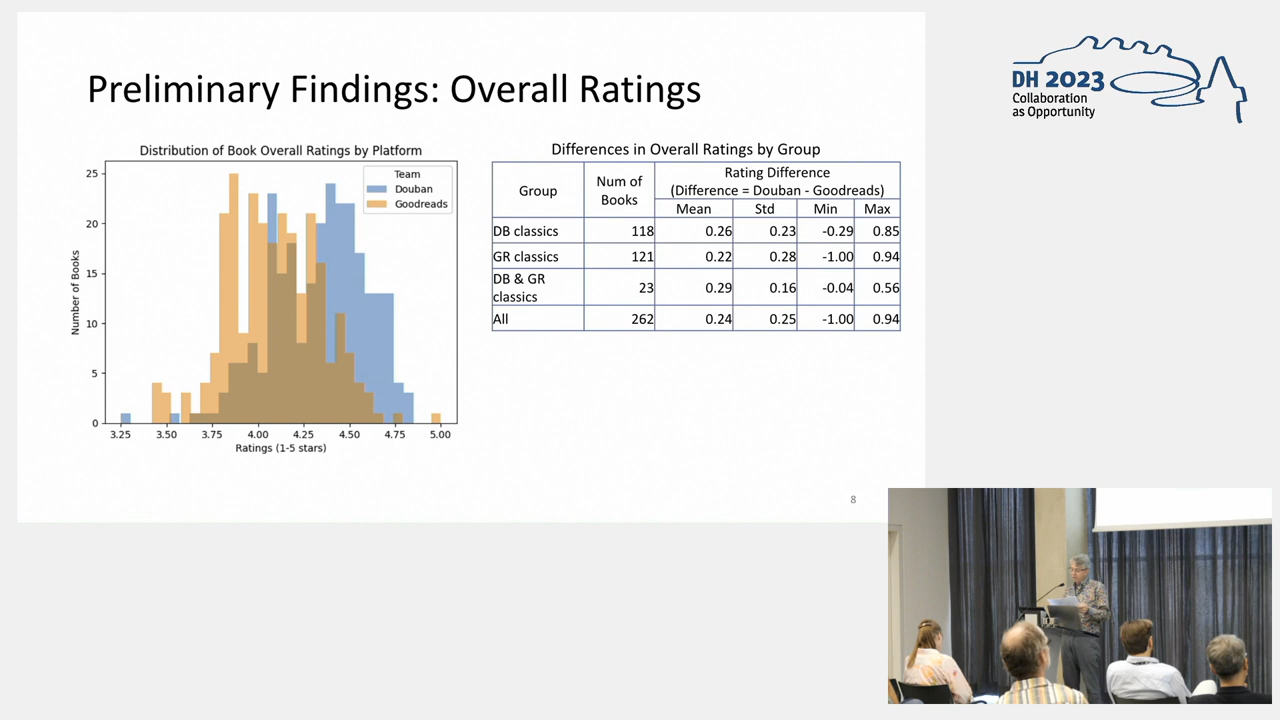 Preliminary Findings: Overall Ratings
Distribution of Book Overall Ratings by Platform
Team
Douban
Goodreads
25
20
15
10
5
0
Number of Books
3.25 3.50 3.75 4.00 4.25 4.50 4.75 5.00
Ratings (1-5 stars)
Differences in Overall Ratings by Group
Group
Num of
Books
Rating Difference
(Difference = Douban - Goodreads)
Mean Std Min Max
DB classics 118 0.26 0.23 -0.29 0.85
GR classics 121 0.22 0.28 -1.00 0.94
DB & GR
classics 23 0.29 0.16 -0.04 0.56
All 262 0.24 0.25 -1.00 0.94
8
DH 2023
Collaboration
as Opportunity